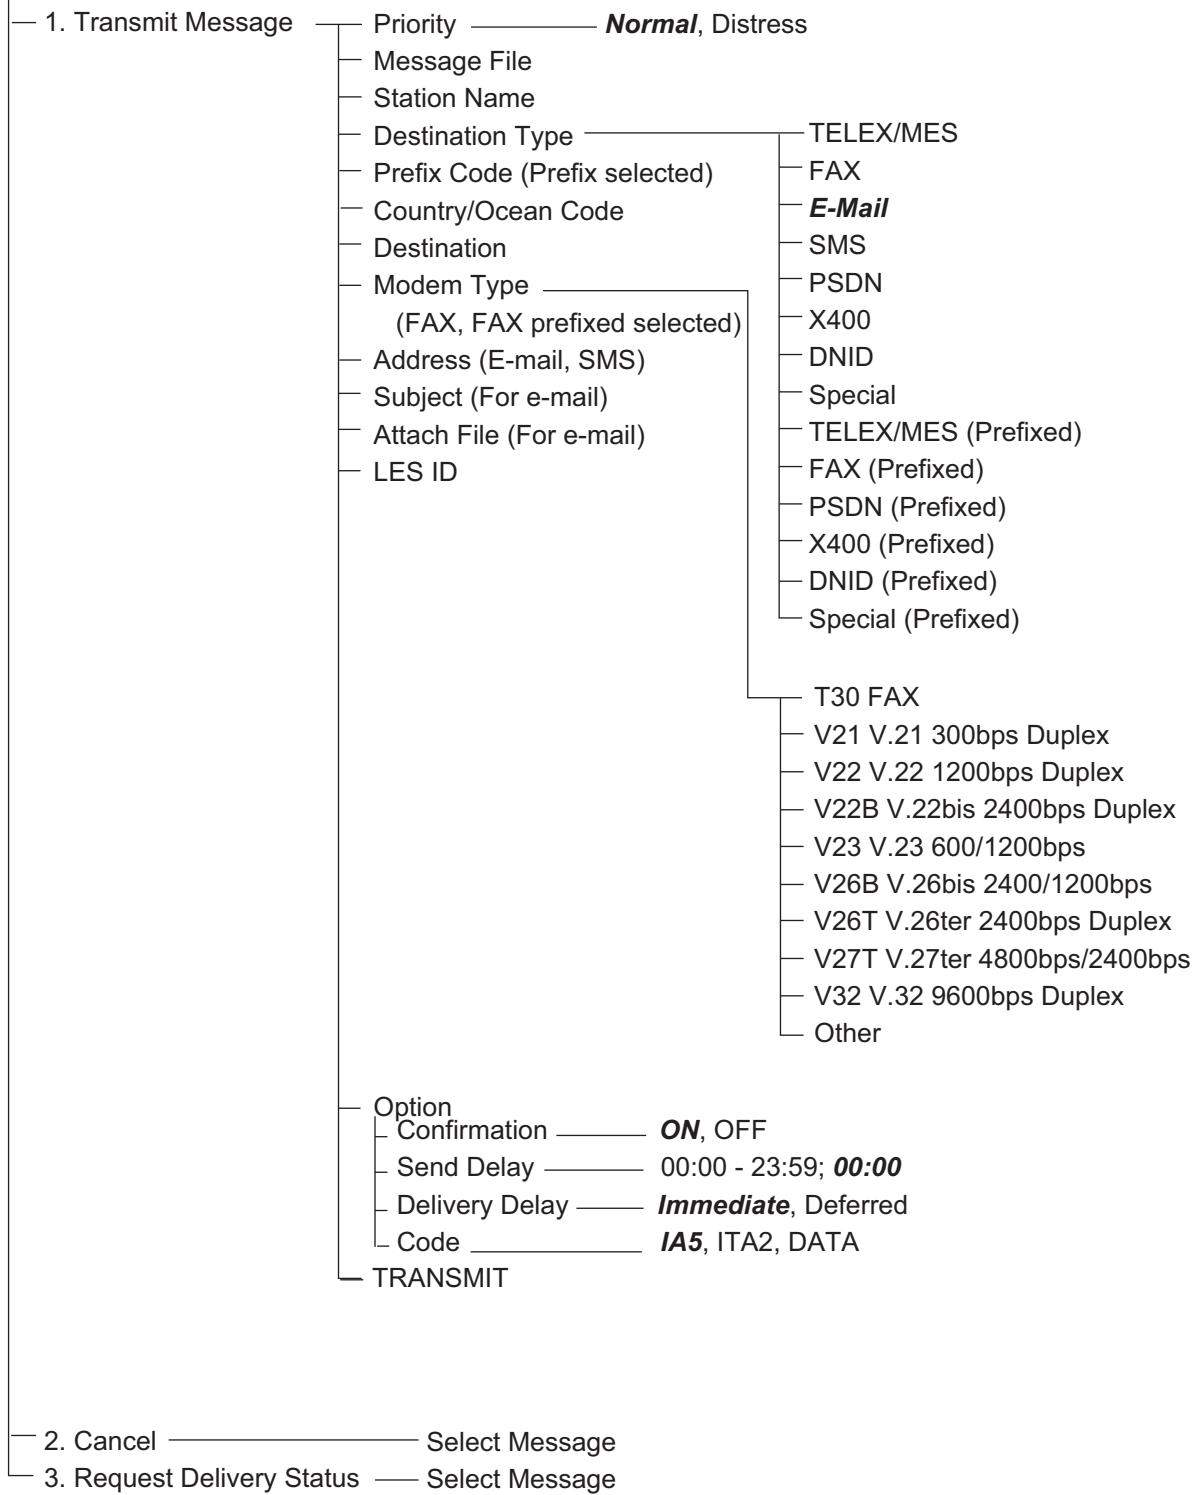 1. Transmit Message
Priority
Normal, Distress
Message File
Station Name
Destination Type
Prefix Code (Prefix selected)
Country/Ocean Code
Destination
Modem Type
(FAX, FAX prefixed selected)
Address (E-mail, SMS)
Subject (For e-mail)
Attach File (For e-mail)
LES ID
TELEX/MES
FAX
E-Mail
SMS
PSDN
X400
DNID
Special
TELEX/MES (Prefixed)
FAX (Prefixed)
PSDN (Prefixed)
X400 (Prefixed)
DNID (Prefixed)
Special (Prefixed)
T30 FAX
V21 V.21 300bps Duplex
V22 V.22 1200bps Duplex
V22B V.22bis 2400bps Duplex
V23 V.23 600/1200bps
V26B V.26bis 2400/1200bps
V26T V.26ter 2400bps Duplex
V27T V.27ter 4800bps/2400bps
V32 V.32 9600bps Duplex
Other
Option
Confirmation
ON, OFF
Send Delay
00:00 - 23:59; 00:00
Delivery Delay
Immediate, Deferred
Code
IA5, ITA2, DATA
TRANSMIT
2. Cancel
Select Message
3. Request Delivery Status
Select Message